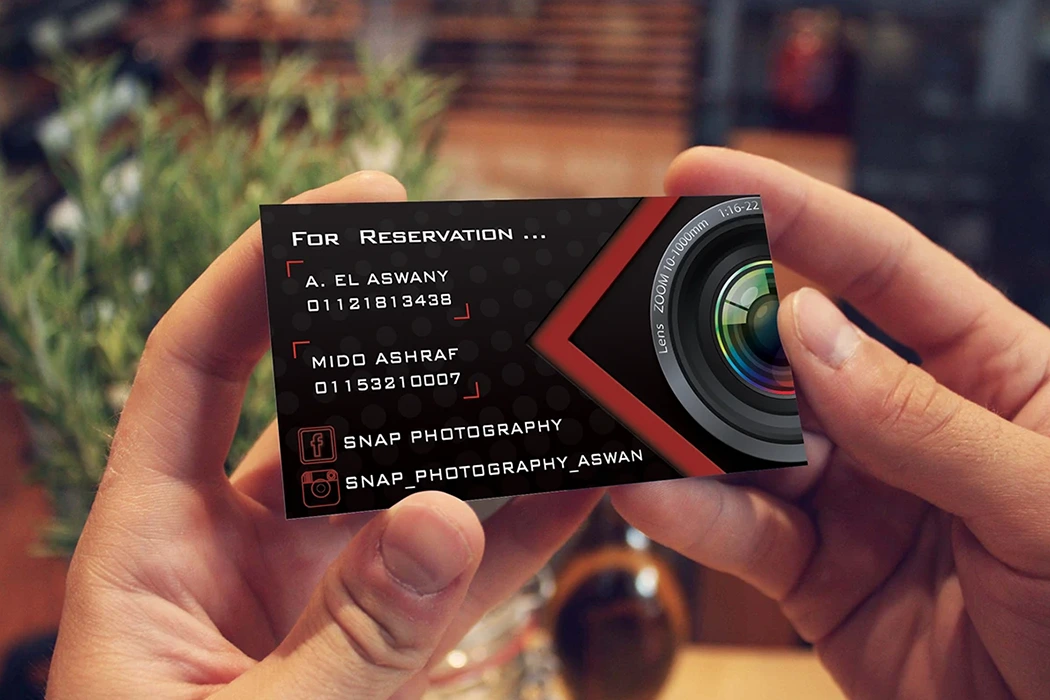 For Reservation ...
A. EL ASWANY
01121813438
MIDO ASHRAF
01153210007
SNAP PHOTOGRAPHY
SNAP_PHOTOGRAPHY_ASWAN
Lens ZOOM 10-1000mm 1:16-22